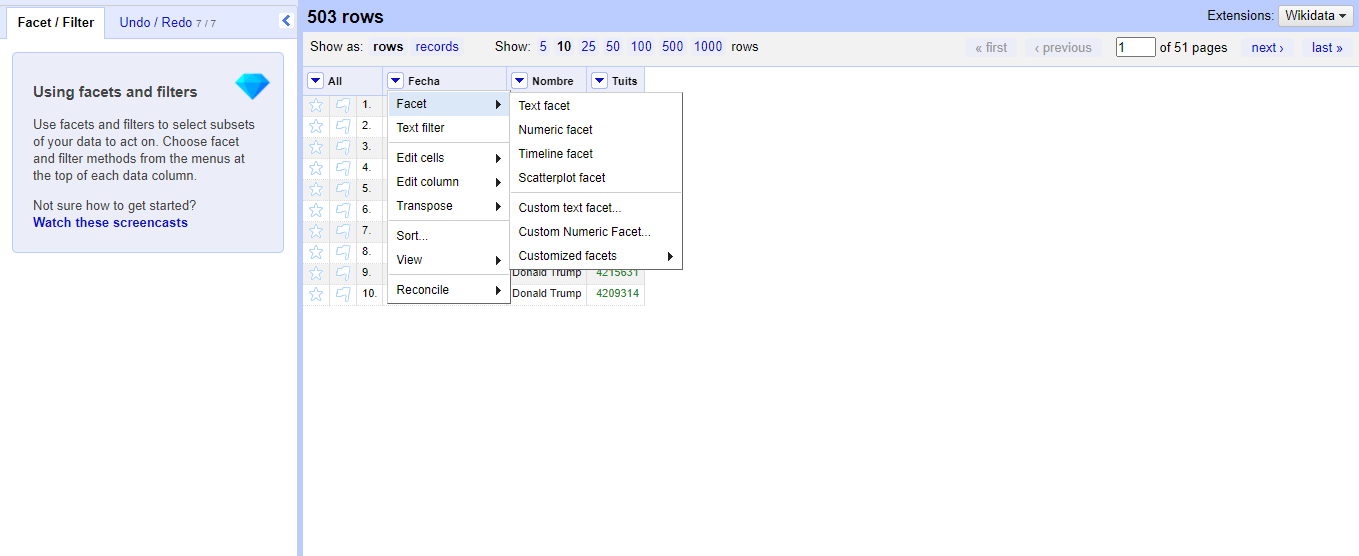 Facet / Filter
Undo / Redo 7 / 7
Using facets and filters
Use facets and filters to select subsets
of your data to act on. Choose facet
and filter methods from the menus at
the top of each data column.
Not sure how to get started?
Watch these screencasts
503 rows
Extensions: Wikidata
Show as: rows records Show: 5 10 25 50 100 500 1000 rows
« first ‹ previous 1 of 51 pages next › last »
All Fecha Nombre Tuits
1.
2.
3.
4.
5.
6.
7.
8.
9. Donald Trump 4215631
10. Donald Trump 4209314
Facet
Text filter
Edit cells
Edit column
Transpose
Sort...
View
Reconcile
Text facet
Numeric facet
Timeline facet
Scatterplot facet
Custom text facet...
Custom Numeric Facet...
Customized facets